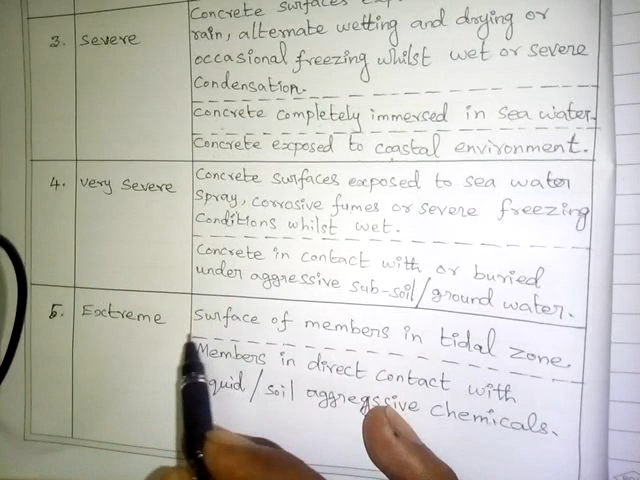 Concrete surfaces
3. Severe
rain, alternate wetting and drying or
occasional freezing whilst wet or severe
Condensation.
Concrete completely immersed in sea water.
Concrete exposed to coastal environment.
4. Very Severe
Concrete surfaces exposed to sea water
spray, corrosive fumes or severe freezing
Conditions whilst wet.
Concrete in contact with or buried
under aggressive sub-soil/ground water.
5. Extreme
Surface of members in tidal zone.
Members in direct contact with
liquid/soil aggregssive chemicals.